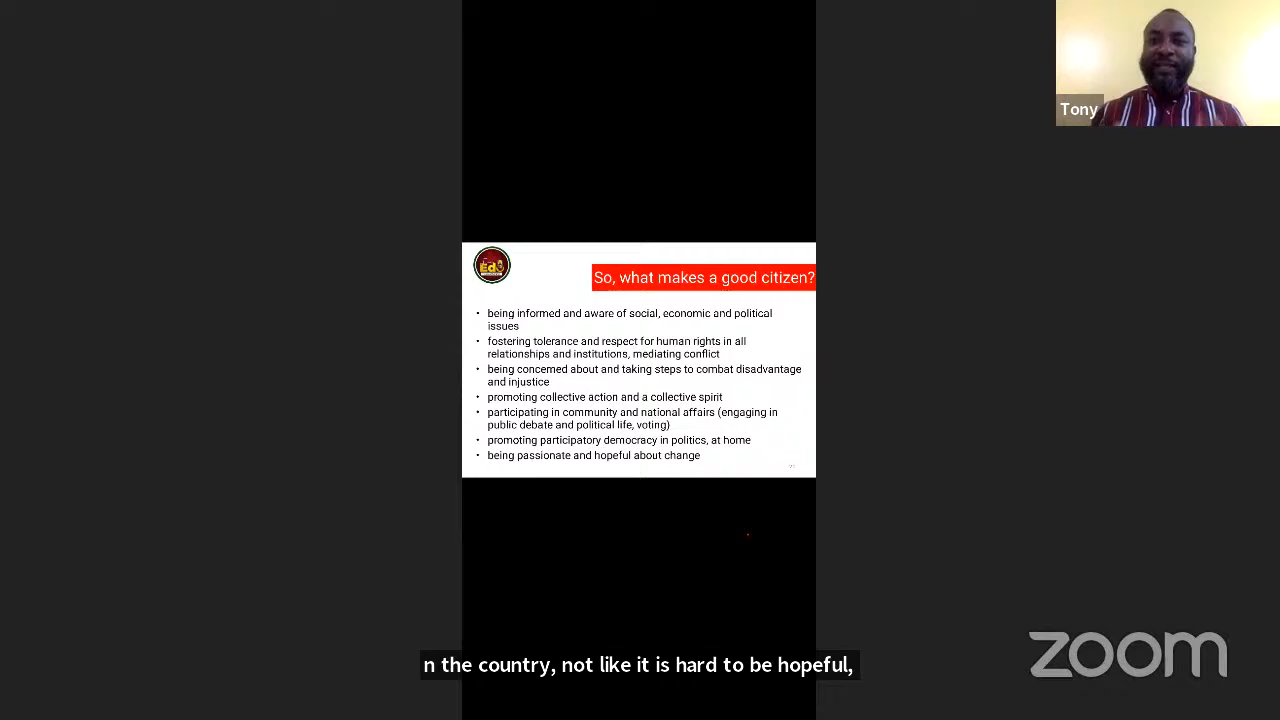 Tony
Ed
So, what makes a good citizen?
• being informed and aware of social, economic and political
issues
• fostering tolerance and respect for human rights in all
relationships and institutions, mediating conflict
• being concerned about and taking steps to combat disadvantage
and injustice
• promoting collective action and a collective spirit
• participating in community and national affairs (engaging in
public debate and political life, voting)
• promoting participatory democracy in politics, at home
• being passionate and hopeful about change
n the country, not like it is hard to be hopeful,
zoom